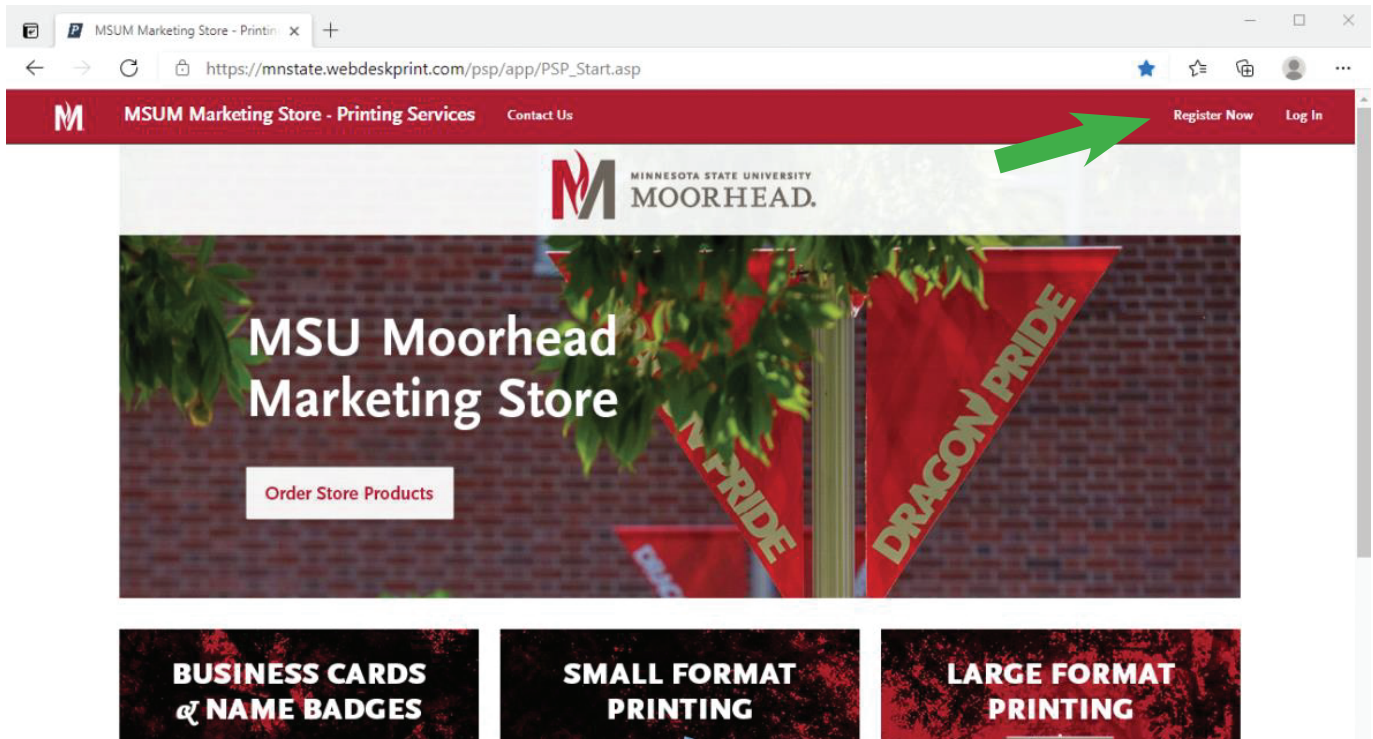 MSUM Marketing Store - Printin
https://mnstate.webdeskprint.com/psp/app/PSP_Start.asp
MSUM Marketing Store - Printing Services Contact Us Register Now Log In
MINNESOTA STATE UNIVERSITY
MOORHEAD.
MSU Moorhead
Marketing Store
Order Store Products
N PRIDE
DRAGON PRIDE
DRAG
BUSINESS CARDS
& NAME BADGES
SMALL FORMAT
PRINTING
LARGE FORMAT
PRINTING